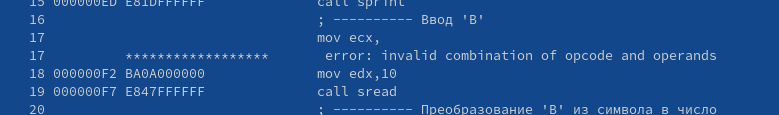 15 000000ED E81DFFFFFF call sprint
16 ; ---------- Ввод 'B'
17 mov ecx,
17 ****************** error: invalid combination of opcode and operands
18 000000F2 BA0A000000 mov edx,10
19 000000F7 E847FFFFFF call sread
20 ; ---------- Преобразование 'B' из символа в число